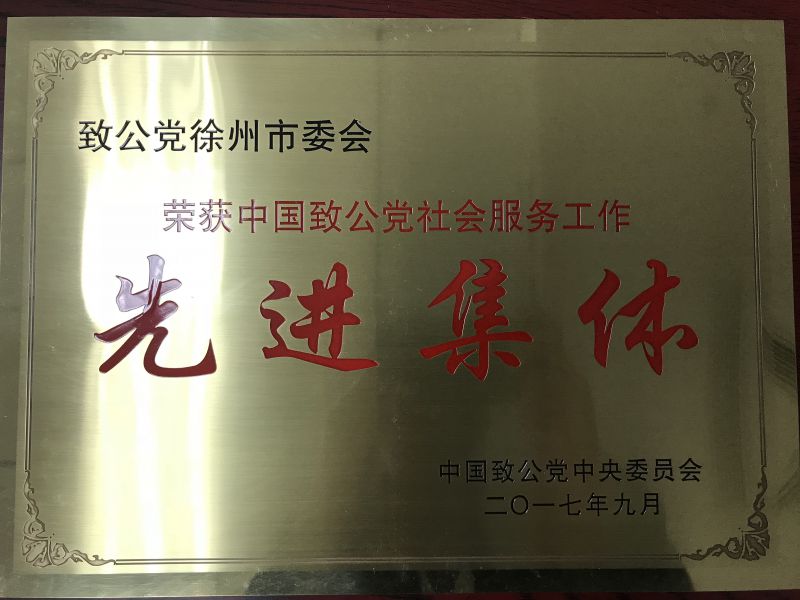 致公党徐州市委会
荣获中国致公党社会服务工作
先进集体
中国致公党中央委员会
二〇一七年九月